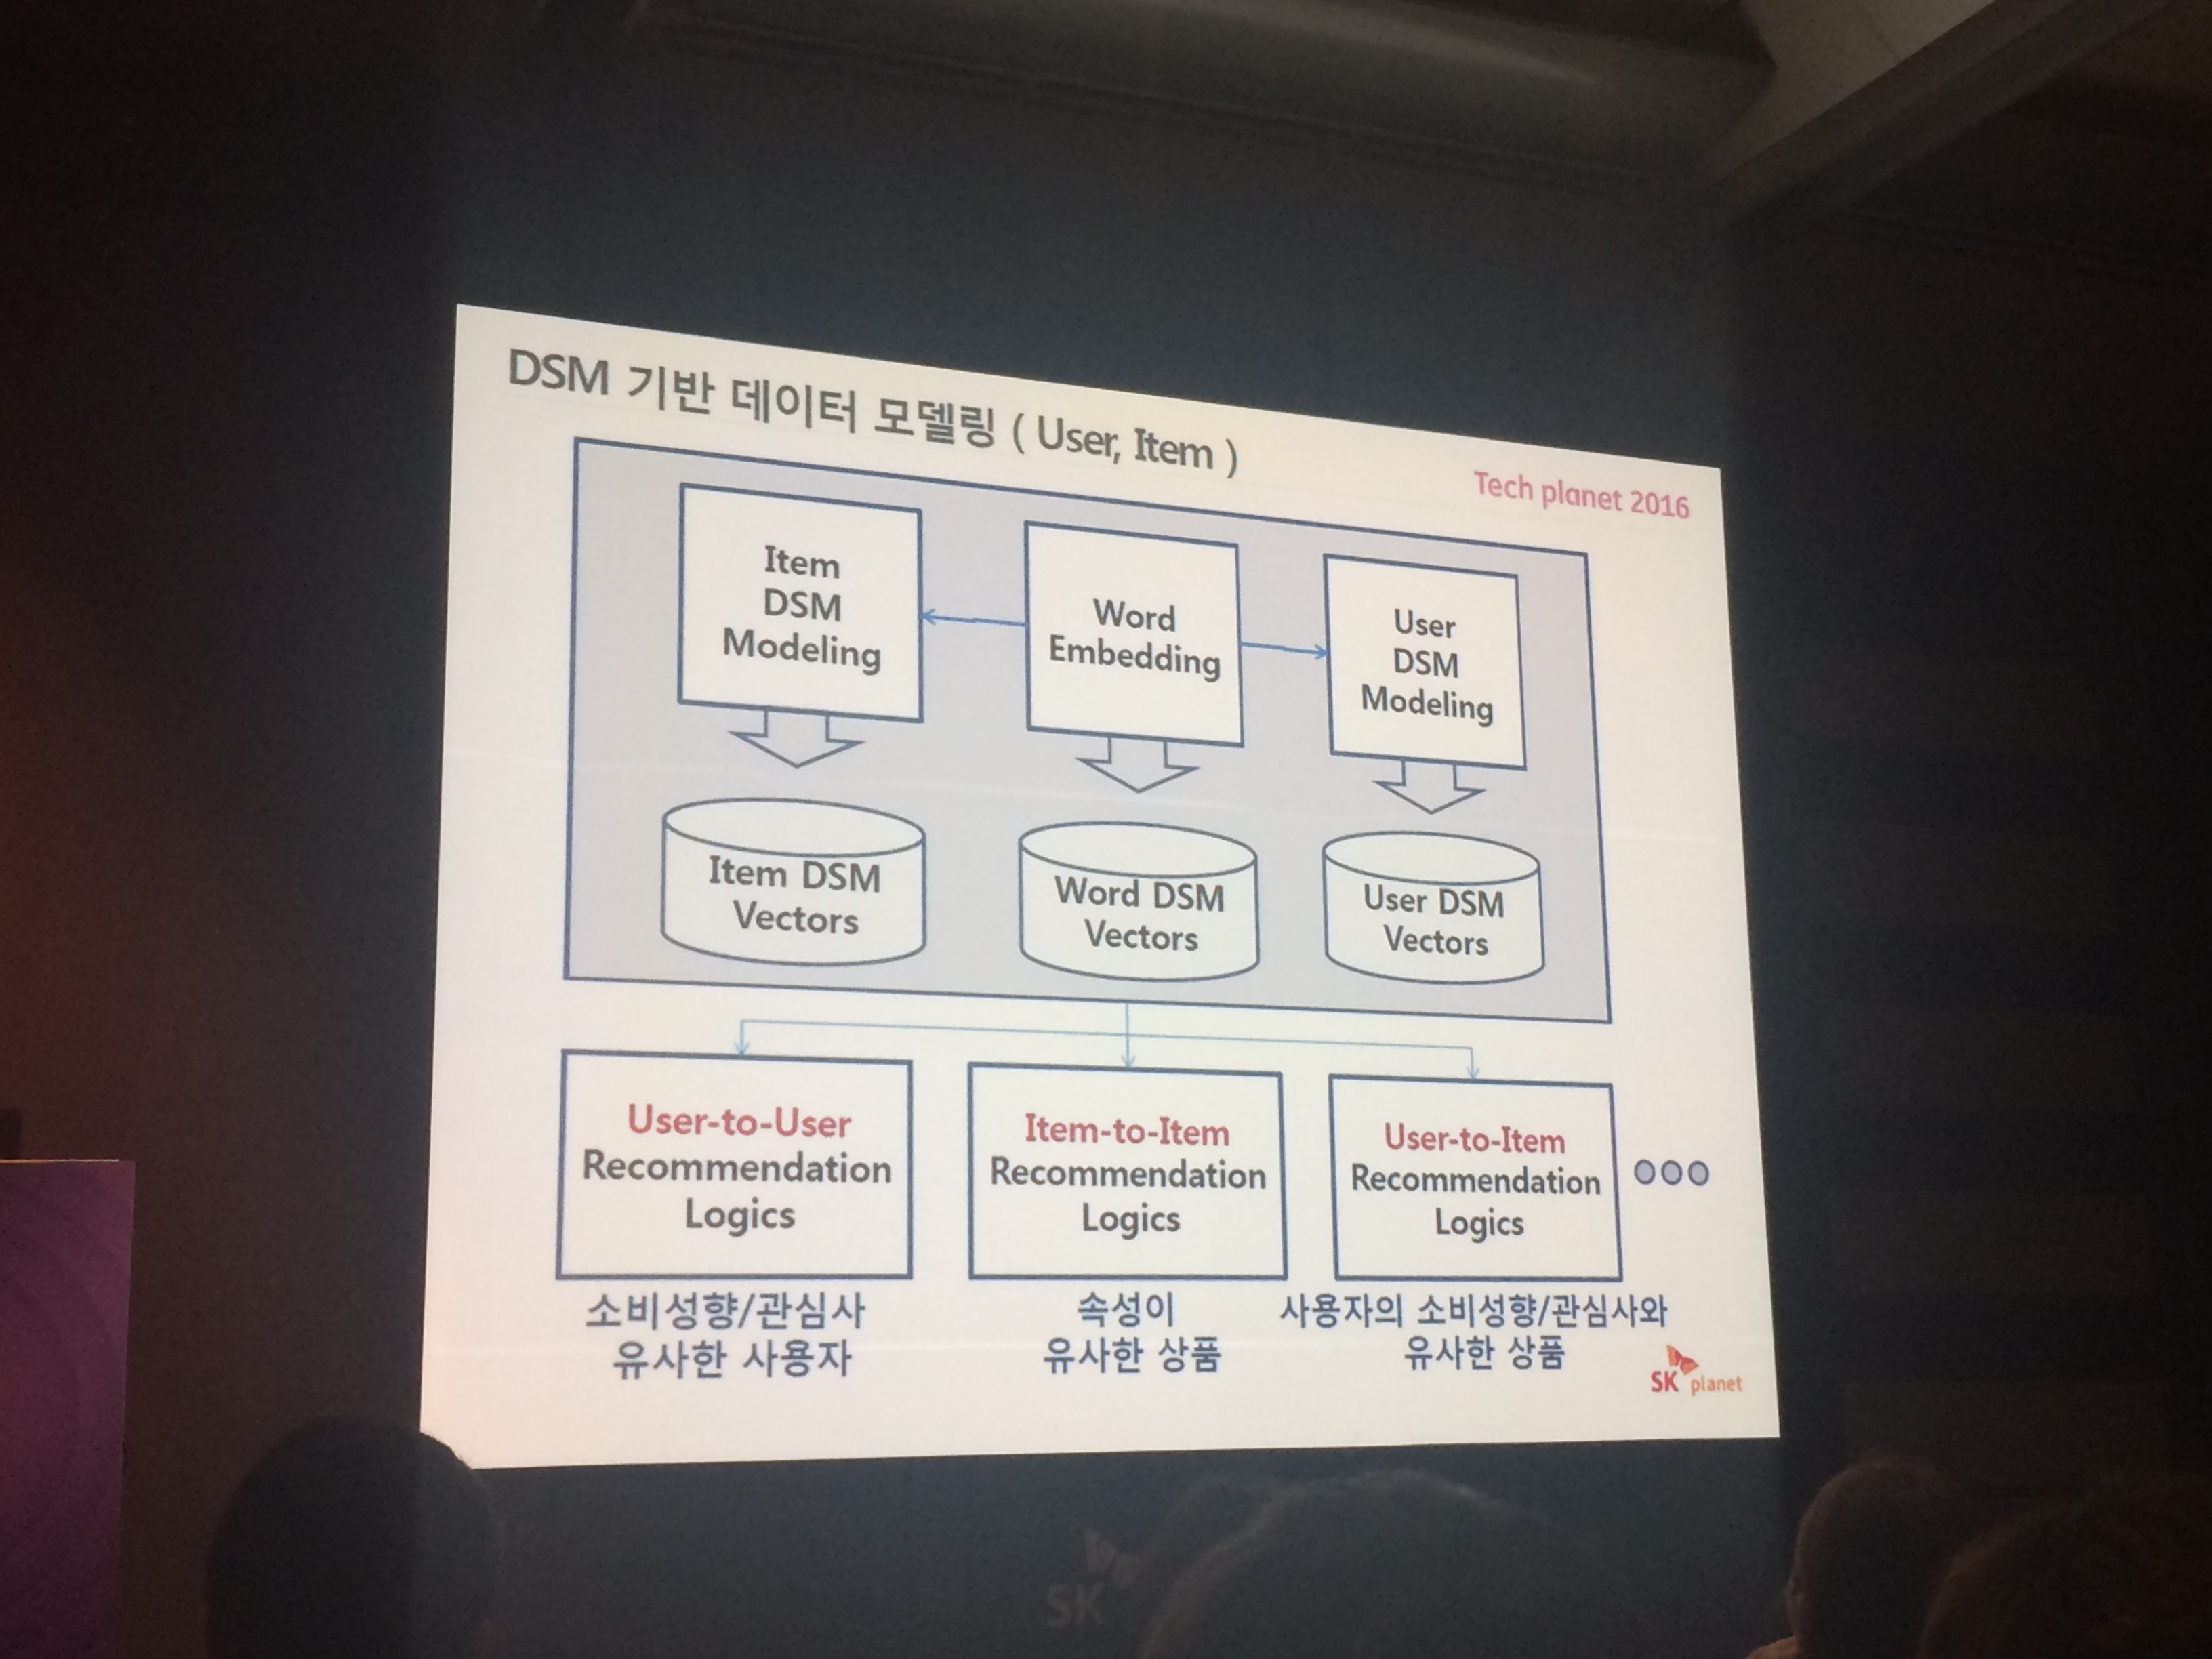 DSM 기반 데이터 모델링 ( User, Item )
Tech planet 2016
Item
DSM
Modeling
Word
Embedding
User
DSM
Modeling
Item DSM
Vectors
Word DSM
Vectors
User DSM
Vectors
User-to-User
Recommendation
Logics
Item-to-Item
Recommendation
Logics
User-to-Item
Recommendation
Logics
소비성향/관심사
유사한 사용자
속성이
유사한 상품
사용자의 소비성향/관심사와
유사한 상품
SK planet
SK